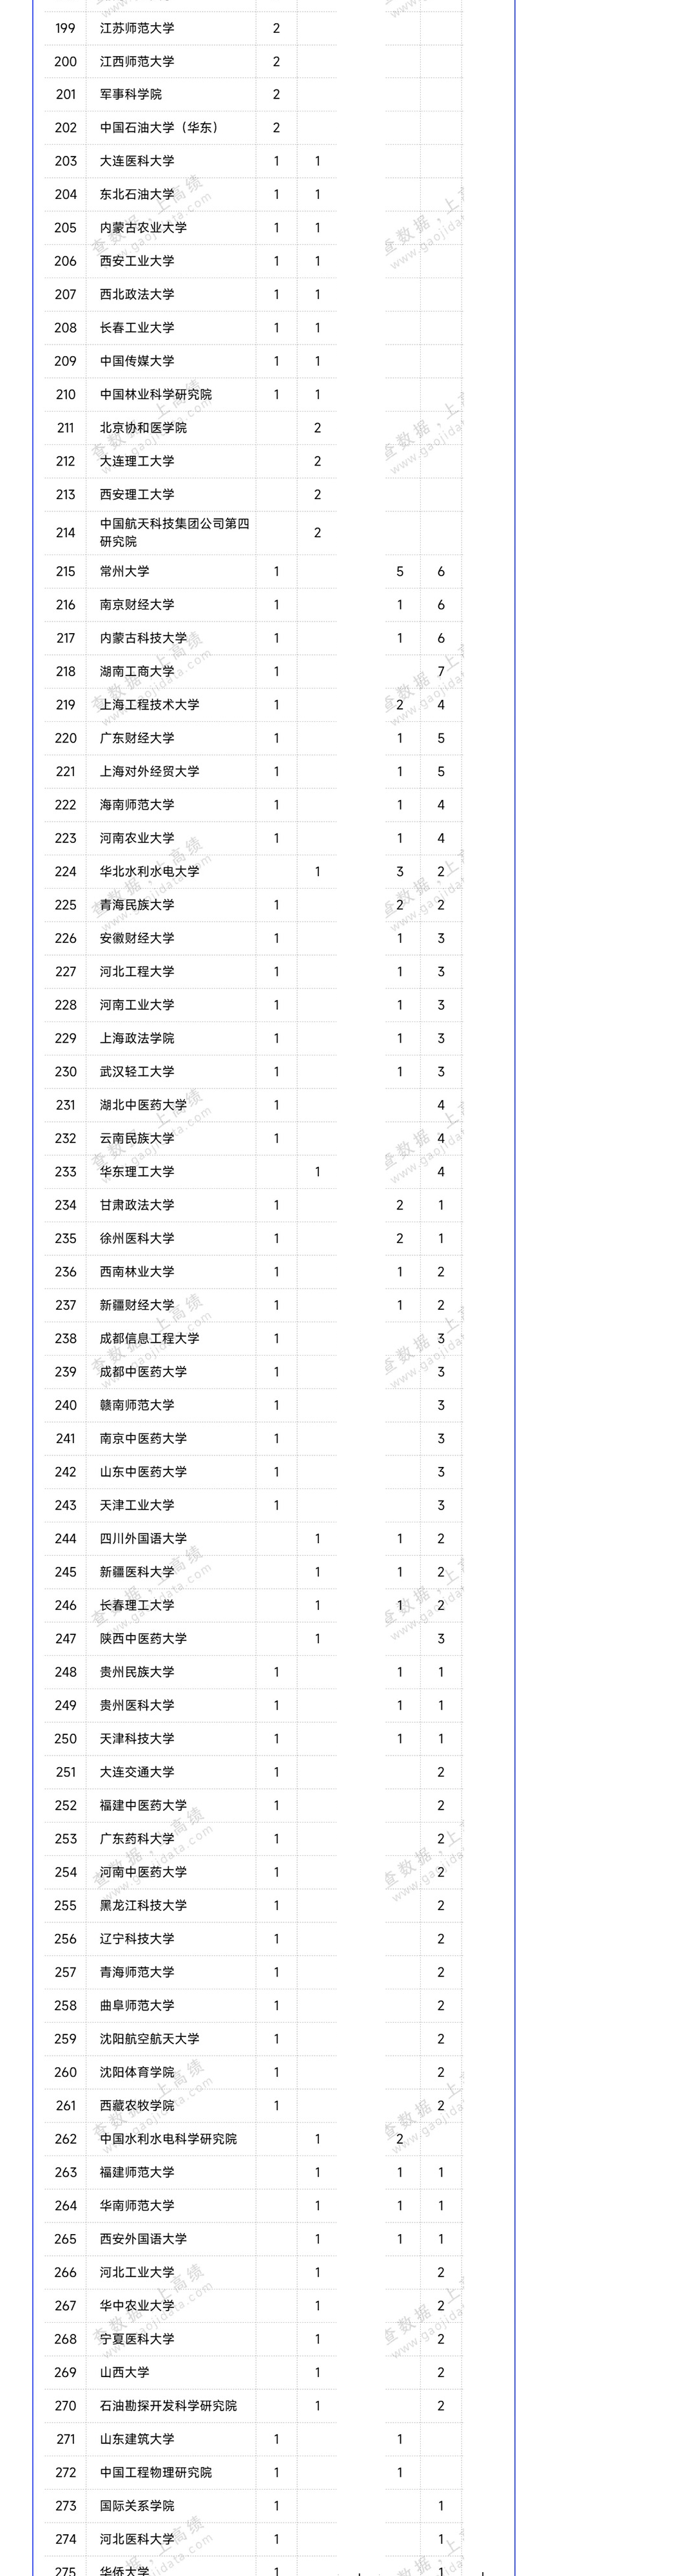 199 江苏师范大学 2
200 江西师范大学 2
201 军事科学院 2
202 中国石油大学（华东） 2
203 大连医科大学 1 1
204 东北石油大学 1 1
205 内蒙古农业大学 1 1
206 西安工业大学 1 1
207 西北政法大学 1 1
208 长春工业大学 1 1
209 中国传媒大学 1 1
210 中国林业科学研究院 1 1
211 北京协和医学院 2
212 大连理工大学 2
213 西安理工大学 2
214 中国航天科技集团公司第四
研究院 2
215 常州大学 1 5 6
216 南京财经大学 1 1 6
217 内蒙古科技大学 1 1 6
218 湖南工商大学 1 7
219 上海工程技术大学 1 2 4
220 广东财经大学 1 1 5
221 上海对外经贸大学 1 1 5
222 海南师范大学 1 1 4
223 河南农业大学 1 1 4
224 华北水利水电大学 1 3 2
225 青海民族大学 1 2 2
226 安徽财经大学 1 1 3
227 河北工程大学 1 1 3
228 河南工业大学 1 1 3
229 上海政法学院 1 1 3
230 武汉轻工大学 1 1 3
231 湖北中医药大学 1 4
232 云南民族大学 1 4
233 华东理工大学 1 4
234 甘肃政法大学 1 2 1
235 徐州医科大学 1 2 1
236 西南林业大学 1 1 2
237 新疆财经大学 1 1 2
238 成都信息工程大学 1 3
239 成都中医药大学 1 3
240 赣南师范大学 1 3
241 南京中医药大学 1 3
242 山东中医药大学 1 3
243 天津工业大学 1 3
244 四川外国语大学 1 1 2
245 新疆医科大学 1 1 2
246 长春理工大学 1 1 2
247 陕西中医药大学 1 3
248 贵州民族大学 1 1 1
249 贵州医科大学 1 1 1
250 天津科技大学 1 1 1
251 大连交通大学 1 2
252 福建中医药大学 1 2
253 广东药科大学 1 2
254 河南中医药大学 1 2
255 黑龙江科技大学 1 2
256 辽宁科技大学 1 2
257 青海师范大学 1 2
258 曲阜师范大学 1 2
259 沈阳航空航天大学 1 2
260 沈阳体育学院 1 2
261 西藏农牧学院 1 2
262 中国水利水电科学研究院 1 2
263 福建师范大学 1 1 1
264 华南师范大学 1 1 1
265 西安外国语大学 1 1 1
266 河北工业大学 1 2
267 华中农业大学 1 2
268 宁夏医科大学 1 2
269 山西大学 1 2
270 石油勘探开发科学研究院 1 2
271 山东建筑大学 1 1
272 中国工程物理研究院 1 1
273 国际关系学院 1 1
274 河北医科大学 1 1
275 华侨大学 1 1
查数据，上高绩
www.gaojidata.com